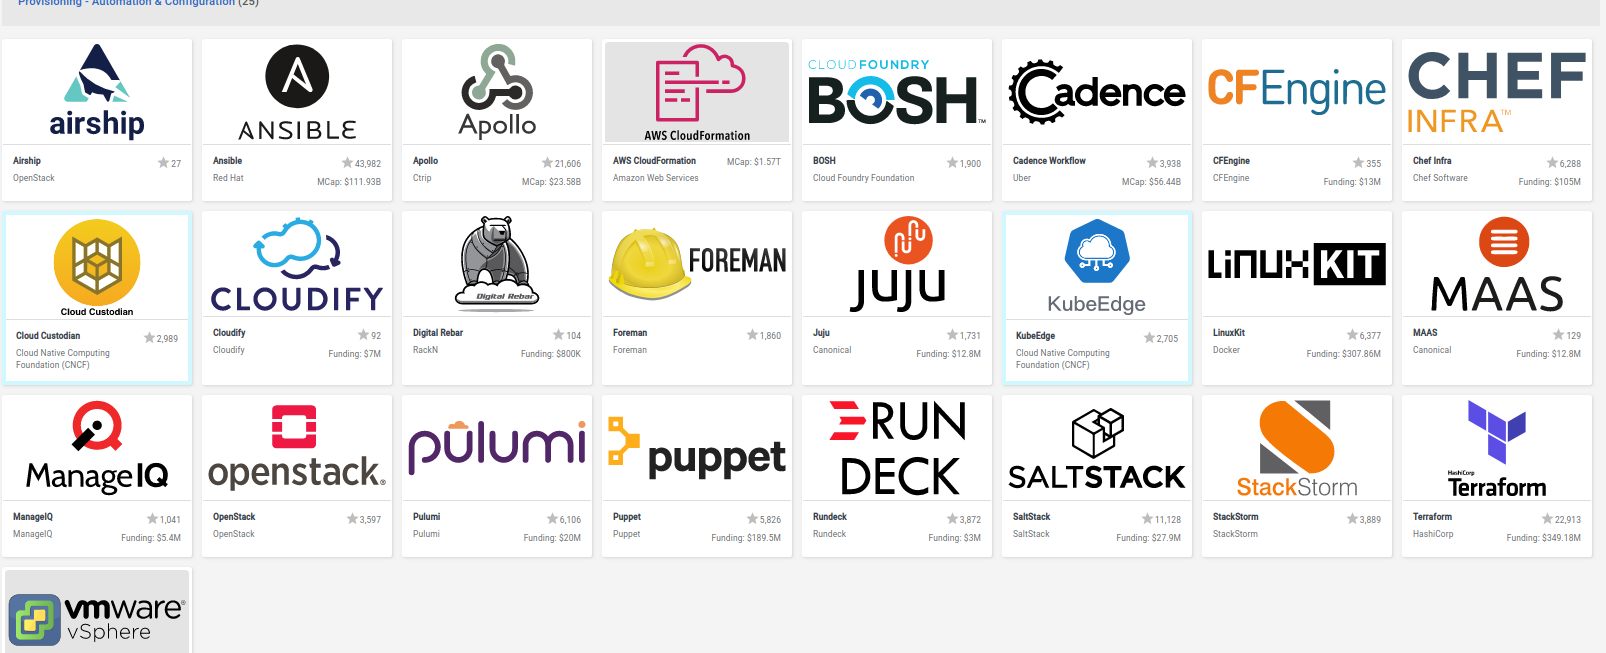 Provisioning - Automation & Configuration (25)
airship
Airship
27
OpenStack
ANSIBLE
Ansible
43,982
Red Hat
MCap: $111.93B
Apollo
Apollo
21,606
Ctrip
MCap: $23.58B
AWS CloudFormation
AWS CloudFormation
MCap: $1.57T
Amazon Web Services
CLOUDFOUNDRY
BOSH™
BOSH
1,900
Cloud Foundry Foundation
Cadence
Cadence Workflow
3,938
Uber
MCap: $56.44B
CFEngine
CFEngine
355
CFEngine
Funding: $13M
CHEF
INFRA™
Chef Infra
6,288
Chef Software
Funding: $105M
Cloud Custodian
Cloud Custodian
2,989
Cloud Native Computing
Foundation (CNCF)
CLOUDIFY
Cloudify
92
Cloudify
Funding: $7M
Digital Rebar
Digital Rebar
104
RackN
Funding: $800K
FOREMAN
Foreman
1,860
Foreman
JUJU
Juju
1,731
Canonical
Funding: $12.8M
KubeEdge
KubeEdge
2,705
Cloud Native Computing
Foundation (CNCF)
LinuxKIT
LinuxKit
6,377
Docker
Funding: $307.86M
MAAS
MAAS
129
Canonical
Funding: $12.8M
ManageIQ
ManageIQ
1,041
ManageIQ
Funding: $5.4M
openstack®
OpenStack
3,597
OpenStack
pulumi
Pulumi
6,106
Pulumi
Funding: $20M
puppet
Puppet
5,826
Puppet
Funding: $189.5M
RUN
DECK
Rundeck
3,872
Rundeck
Funding: $3M
SALTSTACK
SaltStack
11,128
SaltStack
Funding: $27.9M
StackStorm
StackStorm
3,889
StackStorm
HashiCorp
Terraform
Terraform
22,913
HashiCorp
Funding: $349.18M
vmware®
vSphere